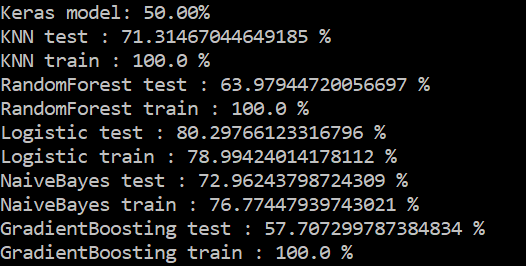 Keras model: 50.00%
KNN test : 71.31467044649185 %
KNN train : 100.0 %
RandomForest test : 63.97944720056697 %
RandomForest train : 100.0 %
Logistic test : 80.29766123316796 %
Logistic train : 78.99424014178112 %
NaiveBayes test : 72.96243798724309 %
NaiveBayes train : 76.77447939743021 %
GradientBoosting test : 57.707299787384834 %
GradientBoosting train : 100.0 %